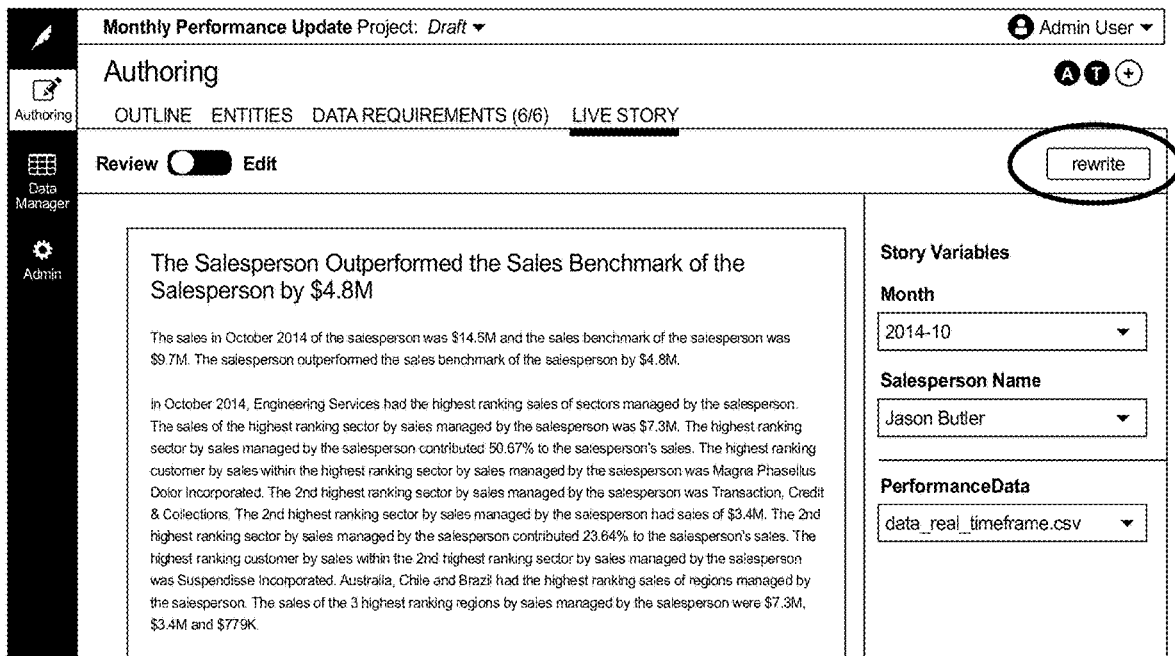 Monthly Performance Update Project: Draft
Admin User
Authoring
A T +
Authoring
OUTLINE ENTITIES DATA REQUIREMENTS (6/6) LIVE STORY
Review Edit
rewrite
Data
Manager
Admin
The Salesperson Outperformed the Sales Benchmark of the
Salesperson by $4.8M
The sales in October 2014 of the salesperson was $14.5M and the sales benchmark of the salesperson was
$9.7M. The salesperson outperformed the sales benchmark of the salesperson by $4.8M.
In October 2014, Engineering Services had the highest ranking sales of sectors managed by the salesperson.
The sales of the highest ranking sector by sales managed by the salesperson was $7.3M. The highest ranking
sector by sales managed by the salesperson contributed 50.67% to the salesperson's sales. The highest ranking
customer by sales within the highest ranking sector by sales managed by the salesperson was Magna Phasellus
Dolor Incorporated. The 2nd highest ranking sector by sales managed by the salesperson was Transaction, Credit
& Collections. The 2nd highest ranking sector by sales managed by the salesperson had sales of $3.4M. The 2nd
highest ranking sector by sales managed by the salesperson contributed 23.64% to the salesperson's sales. The
highest ranking customer by sales within the 2nd highest ranking sector by sales managed by the salesperson
was Suspendisse Incorporated. Australia, Chile and Brazil had the highest ranking sales of regions managed by
the salesperson. The sales of the 3 highest ranking regions by sales managed by the salesperson were $7.3M,
$3.4M and $779K.
Story Variables
Month
2014-10
Salesperson Name
Jason Butler
PerformanceData
data_real_timeframe.csv